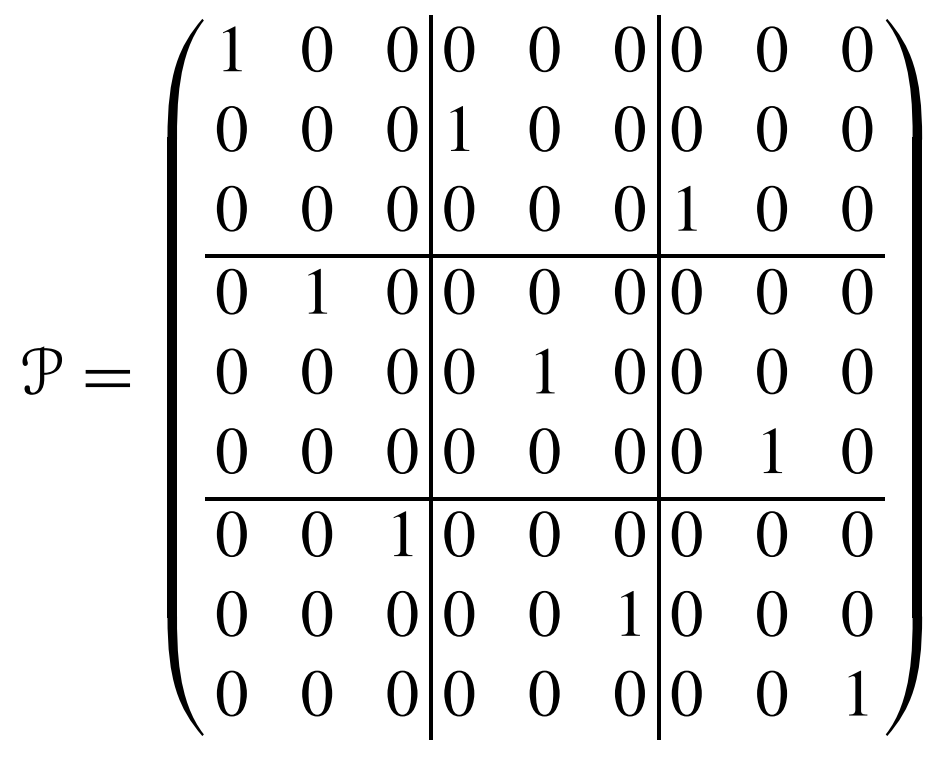 1 0 0 0 0 0 0 0 0
0 0 0 1 0 0 0 0 0
0 0 0 0 0 0 1 0 0
0 1 0 0 0 0 0 0 0
𝒫 = 0 0 0 0 1 0 0 0 0
0 0 0 0 0 0 0 1 0
0 0 1 0 0 0 0 0 0
0 0 0 0 0 1 0 0 0
0 0 0 0 0 0 0 0 1